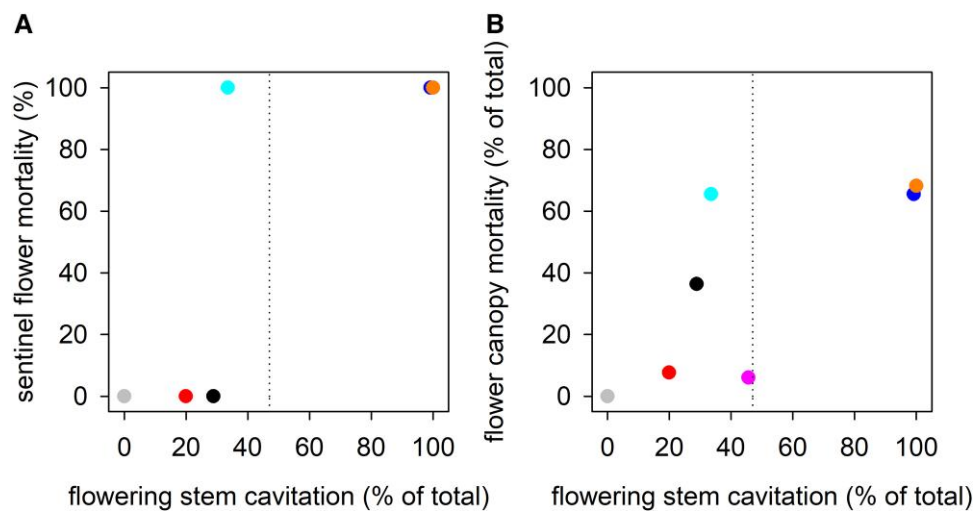 A
sentinel flower mortality (%)
100
80
60
40
20
0
0 20 40 60 80 100
flowering stem cavitation (% of total)
B
flower canopy mortality (% of total)
100
80
60
40
20
0
0 20 40 60 80 100
flowering stem cavitation (% of total)